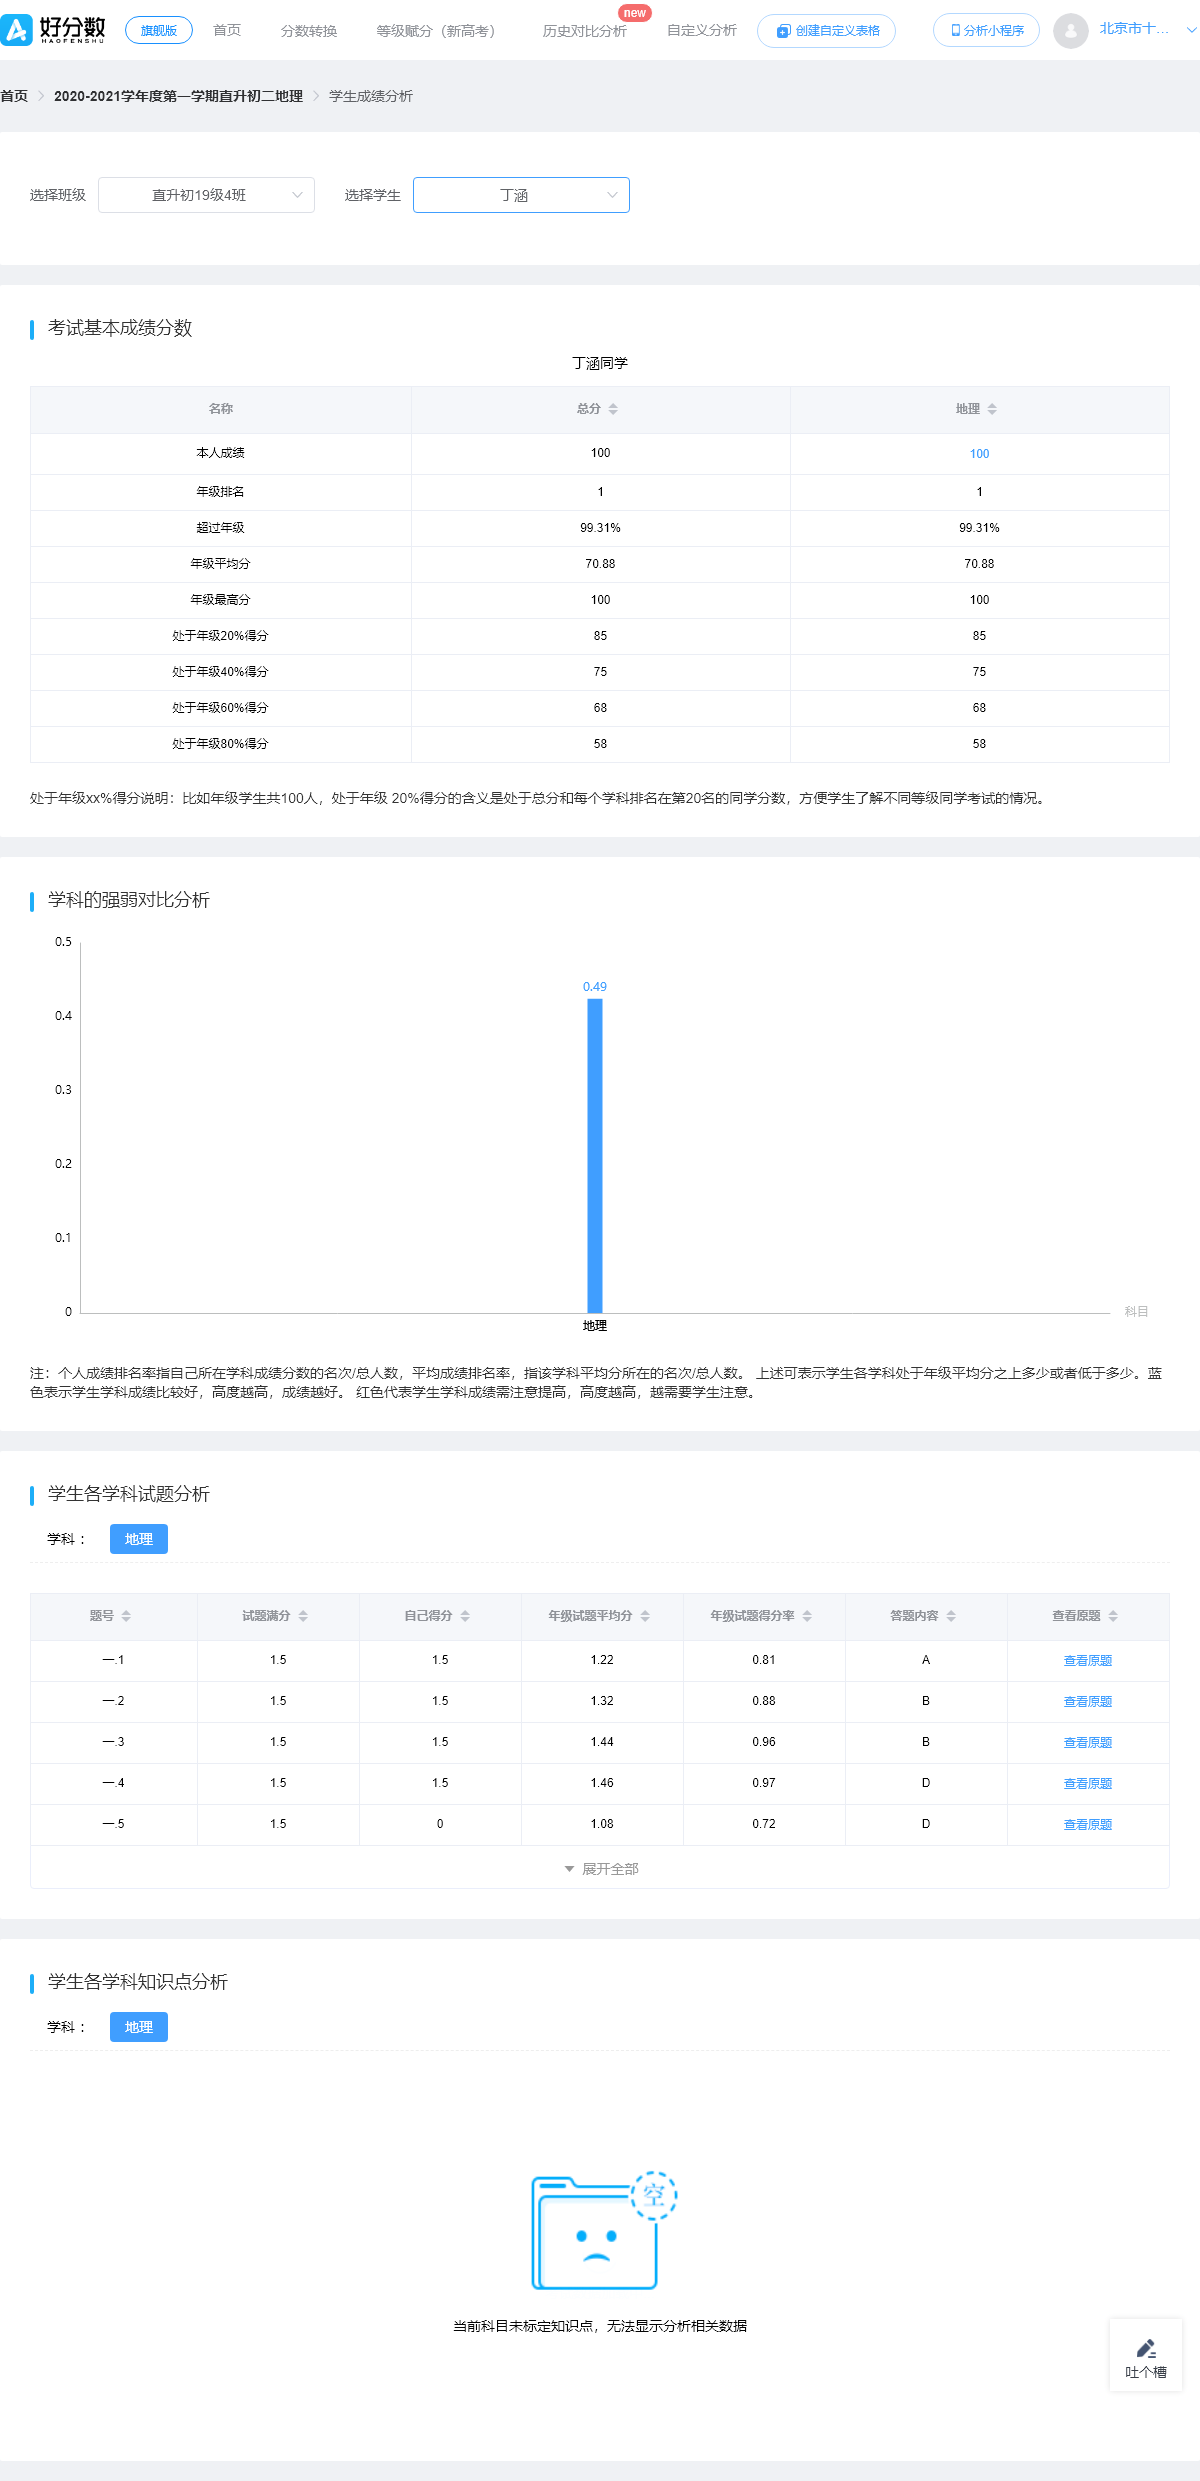 好分数
HAOFENSHU
旗舰版 首页 分数转换 等级赋分（新高考） 历史对比分析 new 自定义分析 创建自定义表格 分析小程序 北京市十...
首页 2020-2021学年度第一学期直升初二地理 学生成绩分析
选择班级 直升初19级4班 选择学生 丁涵
考试基本成绩分数
丁涵同学
名称 总分 地理
本人成绩 100 100
年级排名 1 1
超过年级 99.31% 99.31%
年级平均分 70.88 70.88
年级最高分 100 100
处于年级20%得分 85 85
处于年级40%得分 75 75
处于年级60%得分 68 68
处于年级80%得分 58 58
处于年级xx%得分说明：比如年级学生共100人，处于年级 20%得分的含义是处于总分和每个学科排名在第20名的同学分数，方便学生了解不同等级同学考试的情况。
学科的强弱对比分析
0.5
0.49
0.4
0.3
0.2
0.1
0 科目
地理
注：个人成绩排名率指自己所在学科成绩分数的名次/总人数，平均成绩排名率，指该学科平均分所在的名次/总人数。 上述可表示学生各学科处于年级平均分之上多少或者低于多少。蓝
色表示学生学科成绩比较好，高度越高，成绩越好。 红色代表学生学科成绩需注意提高，高度越高，越需要学生注意。
学生各学科试题分析
学科 ： 地理
题号 试题满分 自己得分 年级试题平均分 年级试题得分率 答题内容 查看原题
一.1 1.5 1.5 1.22 0.81 A 查看原题
一.2 1.5 1.5 1.32 0.88 B 查看原题
一.3 1.5 1.5 1.44 0.96 B 查看原题
一.4 1.5 1.5 1.46 0.97 D 查看原题
一.5 1.5 0 1.08 0.72 D 查看原题
展开全部
学生各学科知识点分析
学科 ： 地理
空
当前科目未标定知识点，无法显示分析相关数据
吐个槽